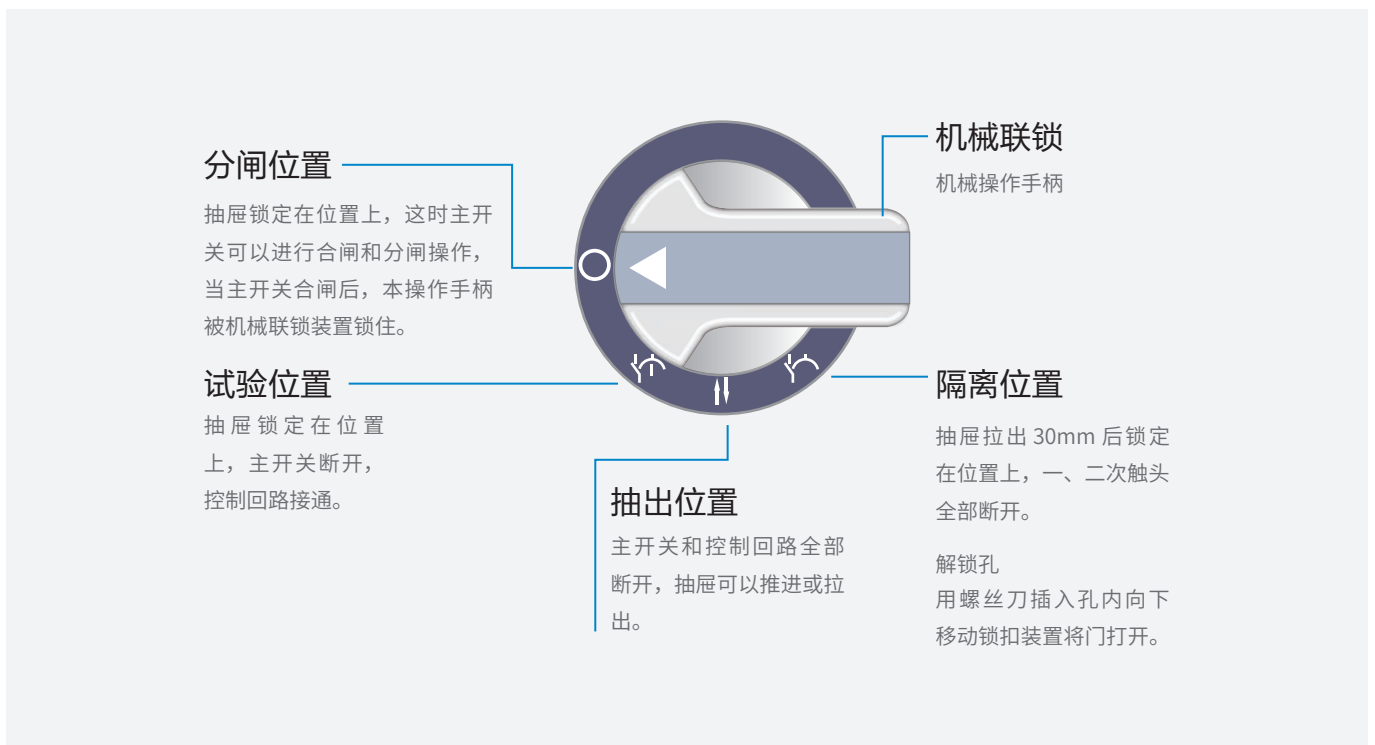 分闸位置
抽屉锁定在位置上，这时主开
关可以进行合闸和分闸操作，
当主开关合闸后，本操作手柄
被机械联锁装置锁住。
试验位置
抽屉锁定在位置
上，主开关断开，
控制回路接通。
抽出位置
主开关和控制回路全部
断开，抽屉可以推进或拉
出。
机械联锁
机械操作手柄
隔离位置
抽屉拉出 30mm 后锁定
在位置上，一、二次触头
全部断开。
解锁孔
用螺丝刀插入孔内向下
移动锁扣装置将门打开。